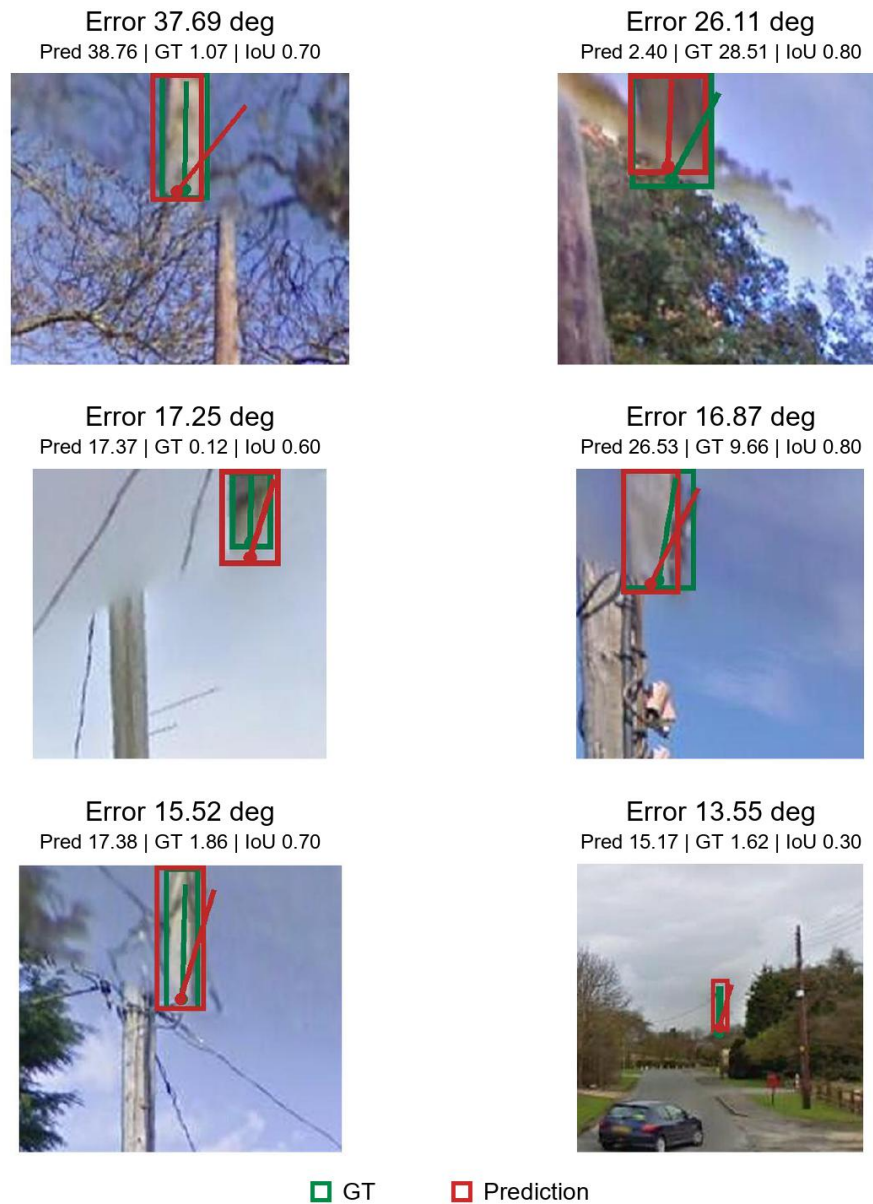 Error 37.69 deg
Pred 38.76 | GT 1.07 | IoU 0.70
Error 26.11 deg
Pred 2.40 | GT 28.51 | IoU 0.80
Error 17.25 deg
Pred 17.37 | GT 0.12 | IoU 0.60
Error 16.87 deg
Pred 26.53 | GT 9.66 | IoU 0.80
Error 15.52 deg
Pred 17.38 | GT 1.86 | IoU 0.70
Error 13.55 deg
Pred 15.17 | GT 1.62 | IoU 0.30
GT
Prediction